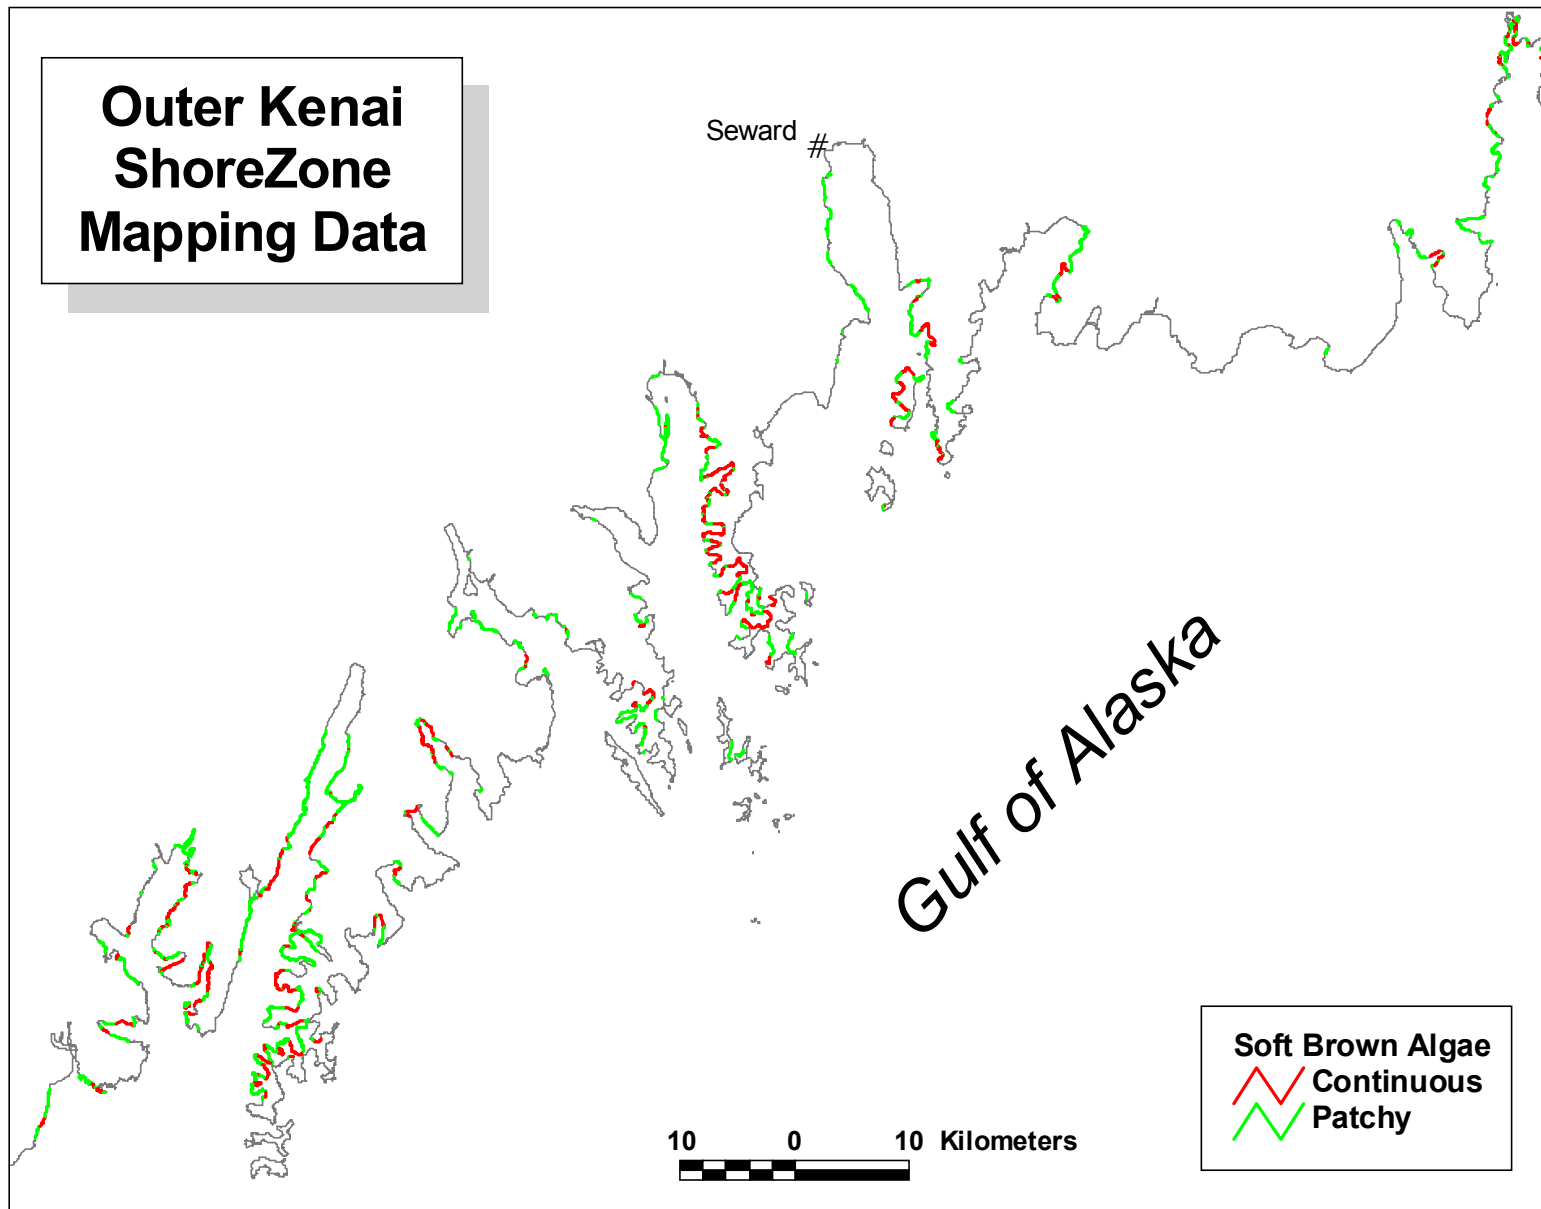 Outer Kenai
ShoreZone
Mapping Data
Seward
#
Gulf of Alaska
Soft Brown Algae
Continuous
Patchy
10 0 10 Kilometers